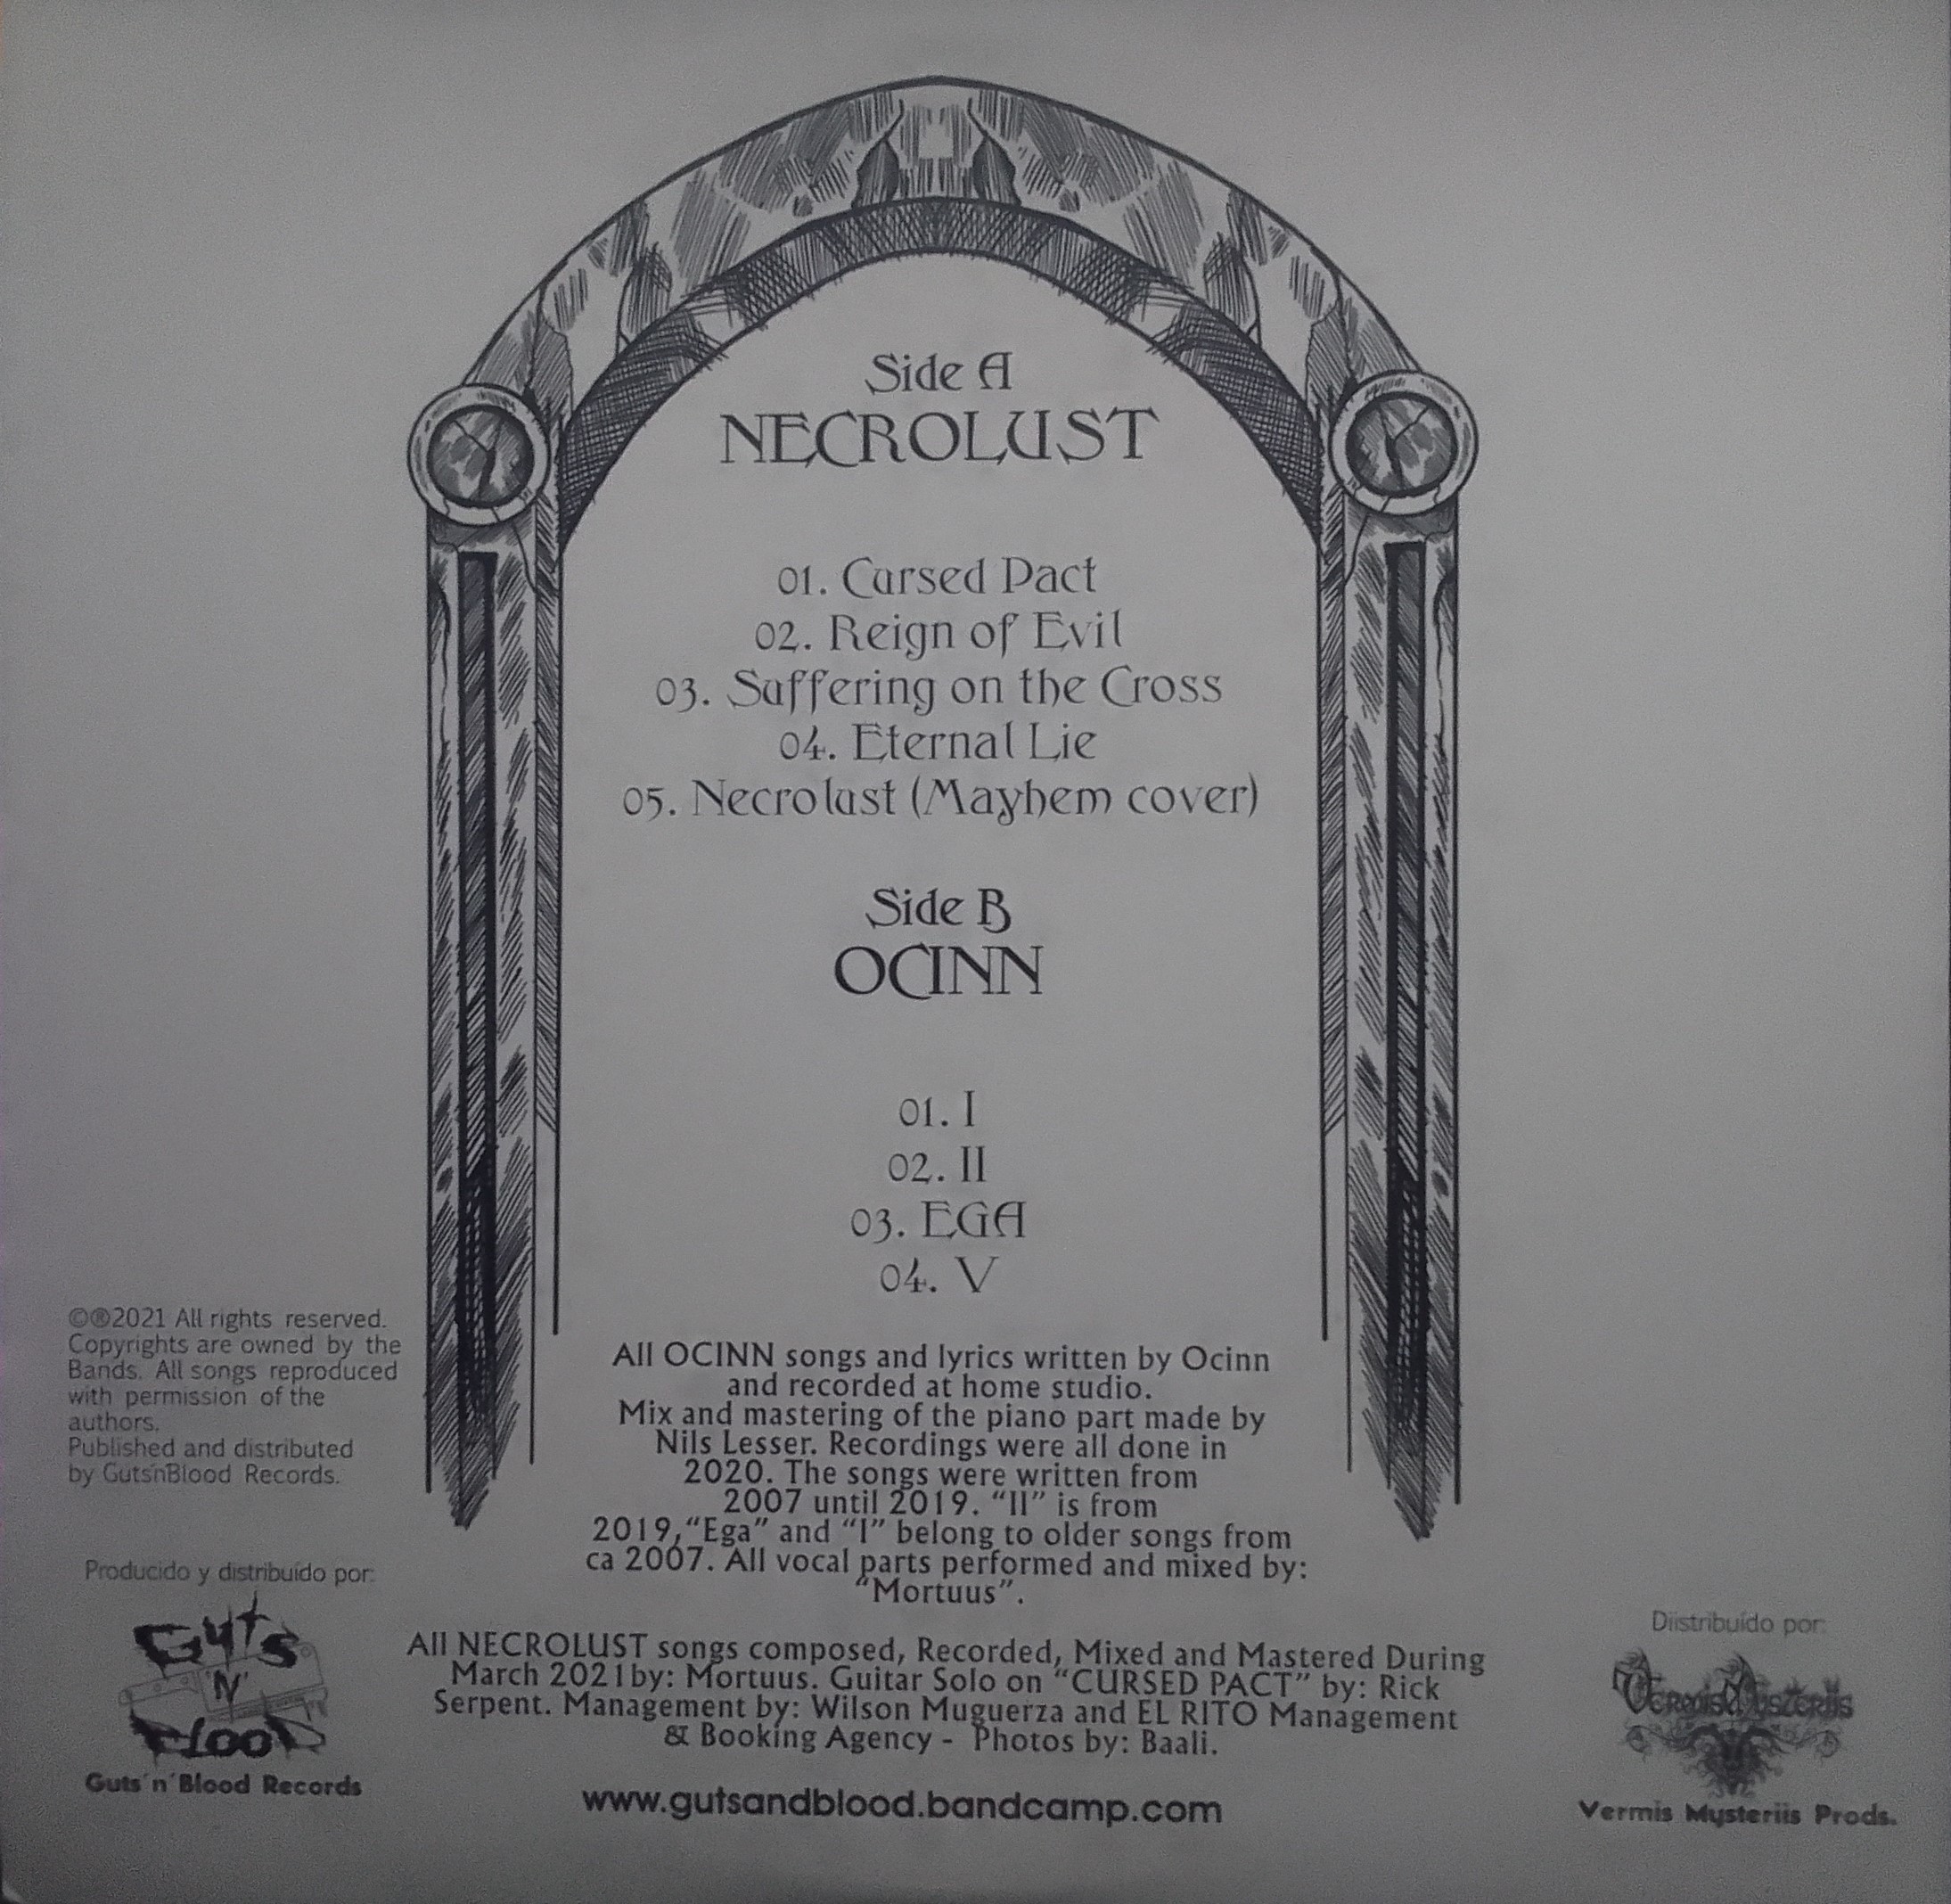 Side A
NECROLUST
01. Cursed Pact
02. Reign of Evil
03. Suffering on the Cross
04. Eternal Lie
05. Necrolust (Mayhem cover)
Side B
OCINN
01. I
02. II
03. EGA
04. V
All OCINN songs and lyrics written by Ocinn
and recorded at home studio.
Mix and mastering of the piano part made by
Nils Lesser. Recordings were all done in
2020. The songs were written from
2007 until 2019. “II” is from
2019,“Ega” and “I” belong to older songs from
ca 2007. All vocal parts performed and mixed by:
“Mortuus”.
All NECROLUST songs composed, Recorded, Mixed and Mastered During
March 2021by: Mortuus. Guitar Solo on “CURSED PACT” by: Rick
Serpent. Management by: Wilson Muguerza and EL RITO Management
& Booking Agency - Photos by: Baali.
www.gutsandblood.bandcamp.com
©®2021 All rights reserved.
Copyrights are owned by the
Bands. All songs reproduced
with permission of the
authors.
Published and distributed
by Guts'nBlood Records.
Producido y distribuído por:
Guts
'N'
Blood
Guts´n´Blood Records
Diistribuído por:
Vermis Mysteriis
Vermis Mysteriis Prods.